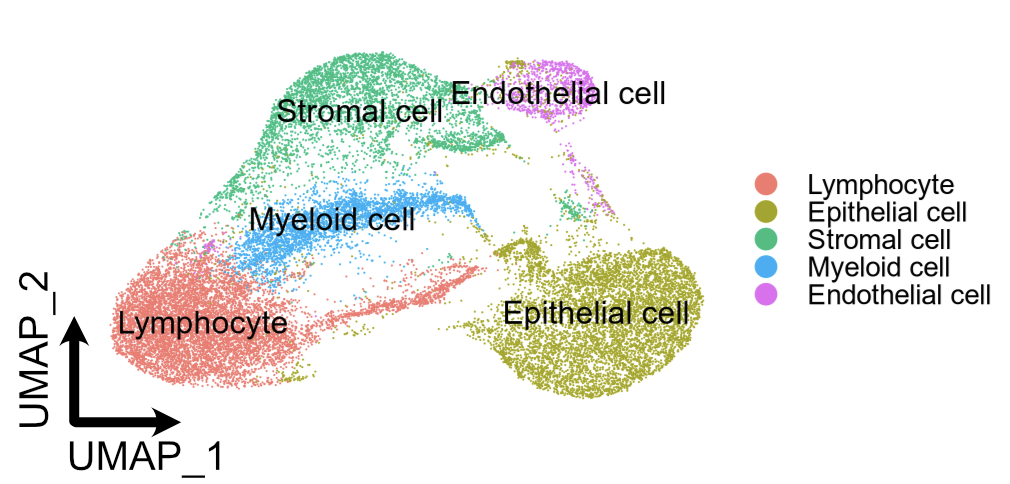 Stromal cell
Endothelial cell
Myeloid cell
Lymphocyte
Epithelial cell
UMAP_2
UMAP_1
Lymphocyte
Epithelial cell
Stromal cell
Myeloid cell
Endothelial cell